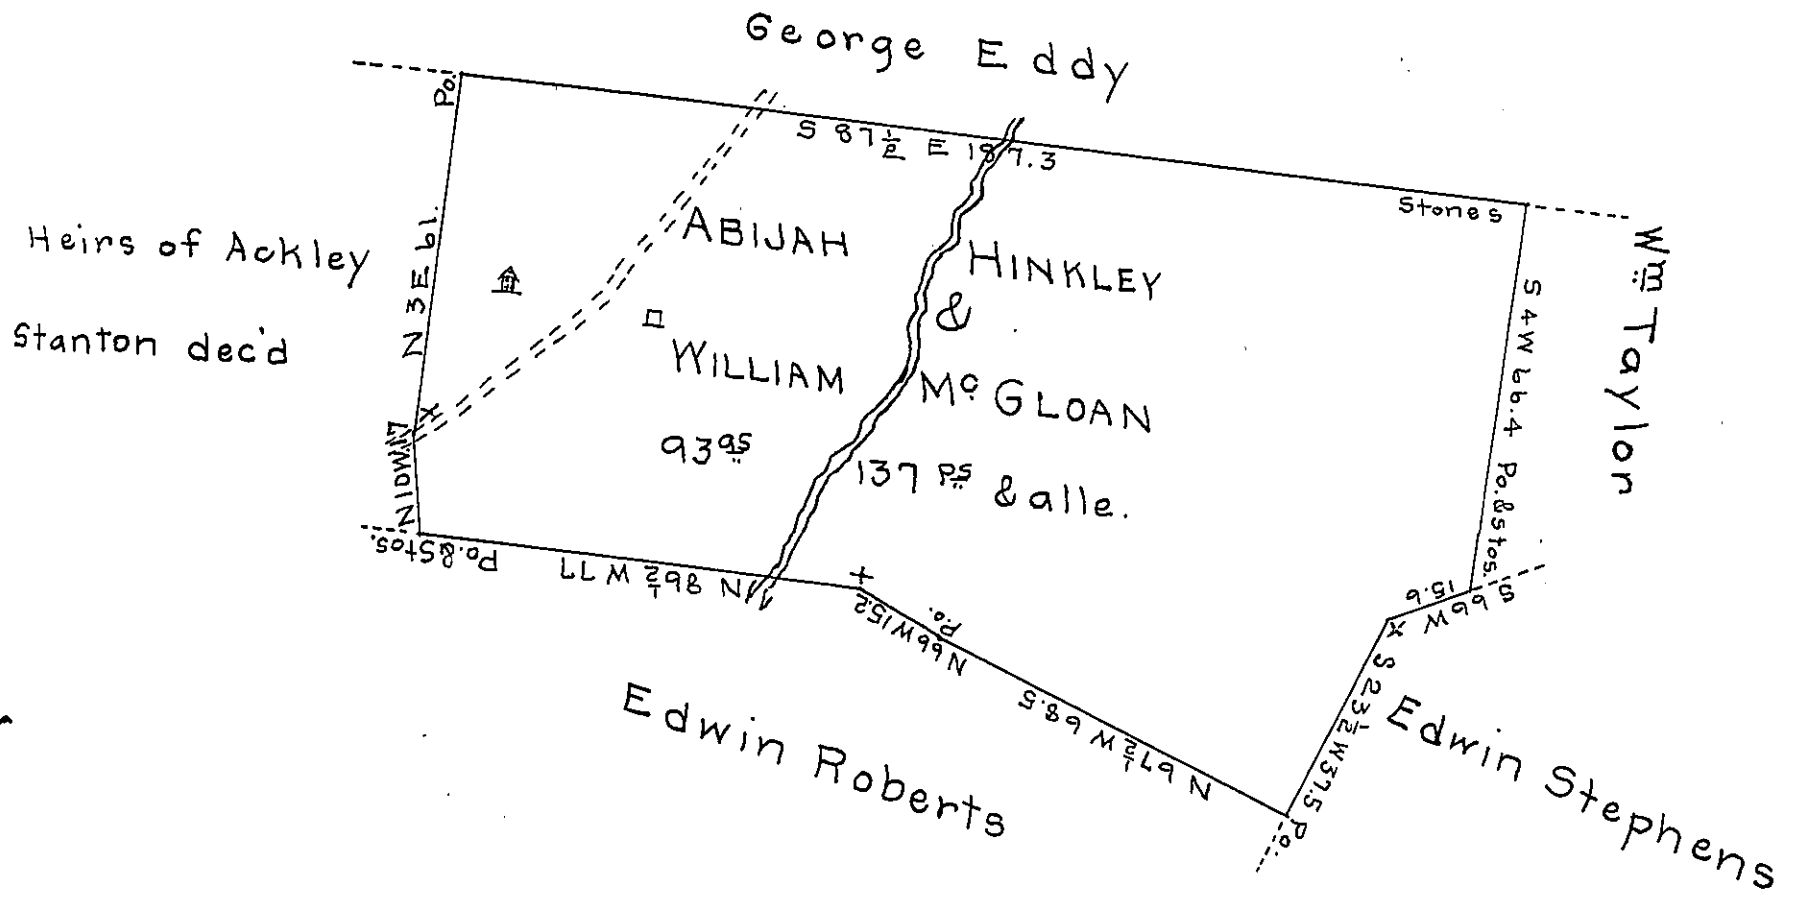 George Eddy
Po.
S 87½ E 187.3
Stones
Heirs of Ackley
Stanton dec'd
N 3 E 61.
ABIJAH HINKLEY
&
WILLIAM McGLOAN
93 as 137 ps & alle.
Wm Taylor
S 4 W 66.4 Po. & Stos.
S. 66 W 15.6
x
S 23½ W 37.5
Po.
Edwin Stephens
N 67½ W 68.5
Po.
N 66 W 15.2
+
N 86½ W 77
Po. & Stos.
N 10 W 17
x
Edwin Roberts